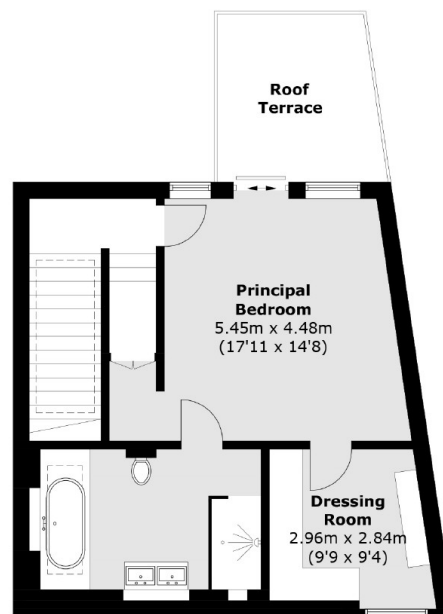 Roof
Terrace
Principal
Bedroom
5.45m x 4.48m
(17'11 x 14'8)
Dressing
Room
2.96m x 2.84m
(9'9 x 9'4)